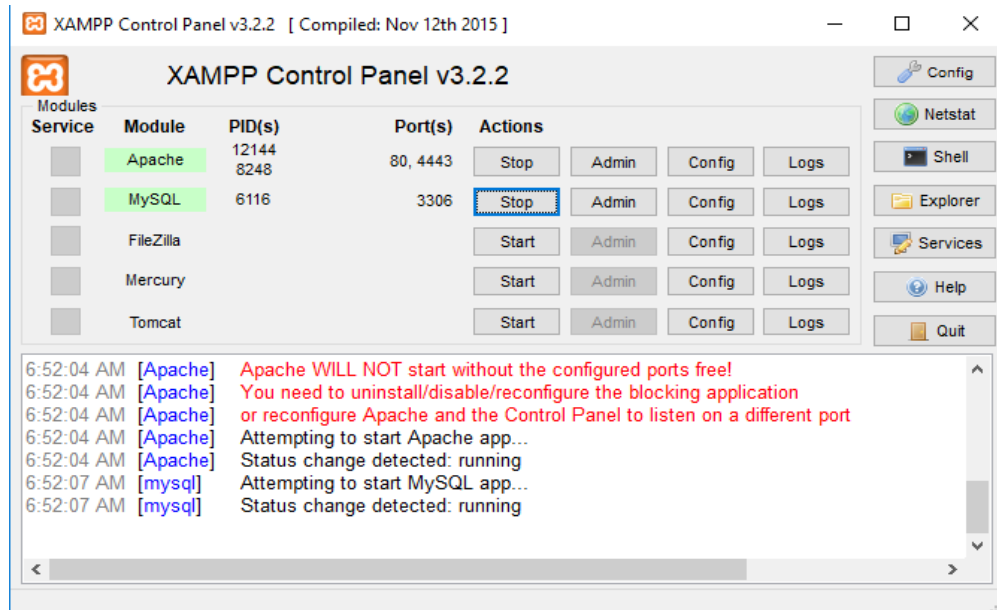 XAMPP Control Panel v3.2.2 [ Compiled: Nov 12th 2015 ]
XAMPP Control Panel v3.2.2
Config
Modules
Service Module PID(s) Port(s) Actions
Netstat
Apache 12144 8248 80, 4443 Stop Admin Config Logs
Shell
MySQL 6116 3306 Stop Admin Config Logs
Explorer
FileZilla Start Admin Config Logs
Services
Mercury Start Admin Config Logs
Help
Tomcat Start Admin Config Logs
Quit
6:52:04 AM [Apache] Apache WILL NOT start without the configured ports free!
6:52:04 AM [Apache] You need to uninstall/disable/reconfigure the blocking application
6:52:04 AM [Apache] or reconfigure Apache and the Control Panel to listen on a different port
6:52:04 AM [Apache] Attempting to start Apache app...
6:52:04 AM [Apache] Status change detected: running
6:52:07 AM [mysql] Attempting to start MySQL app...
6:52:07 AM [mysql] Status change detected: running